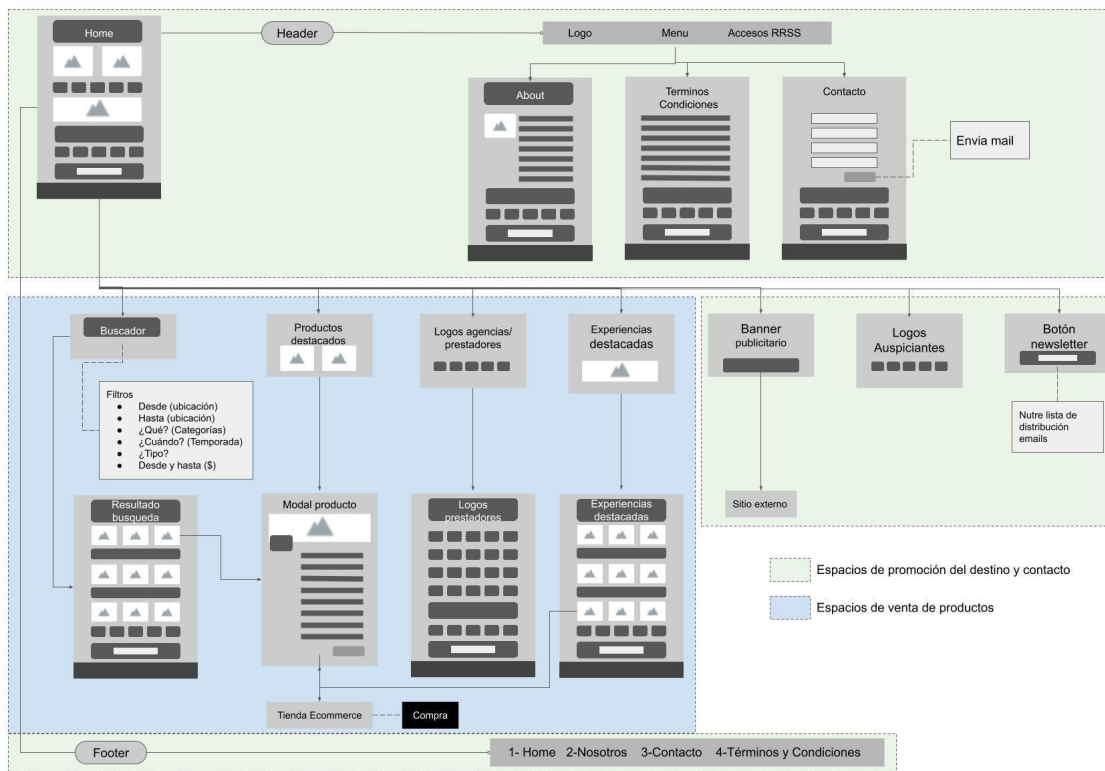 Home
Header
Logo Menu Accesos RRSS
About
Terminos
Condiciones
Contacto
Envia mail
Buscador
Productos
destacados
Logos agencias/
prestadores
Experiencias
destacadas
Banner
publicitario
Logos
Auspiciantes
Botón
newsletter
Filtros
● Desde (ubicación)
● Hasta (ubicación)
● ¿Qué? (Categorías)
● ¿Cuándo? (Temporada)
● ¿Tipo?
● Desde y hasta ($)
Nutre lista de
distribución
emails
Resultado
busqueda
Modal producto
Logos
prestadores
Experiencias
destacadas
Sitio externo
Espacios de promoción del destino y contacto
Espacios de venta de productos
Tienda Ecommerce
Compra
Footer
1- Home 2-Nosotros 3-Contacto 4-Términos y Condiciones